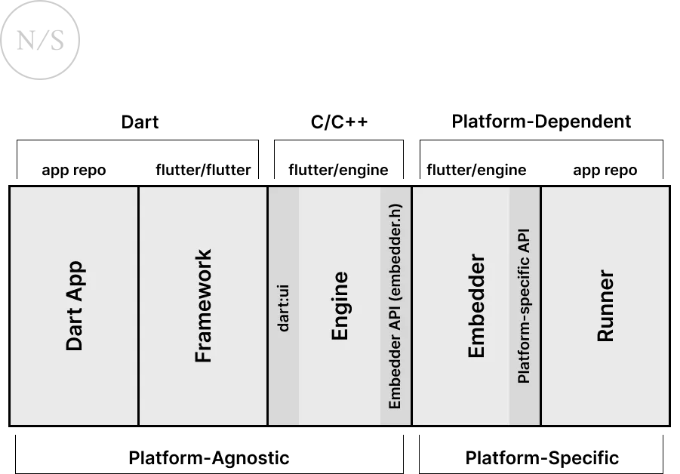 N/S
Dart
C/C++
Platform-Dependent
app repo
flutter/flutter
flutter/engine
flutter/engine
app repo
Dart App
Framework
dart:ui
Engine
Embedder API (embedder.h)
Embedder
Platform-specific API
Runner
Platform-Agnostic
Platform-Specific